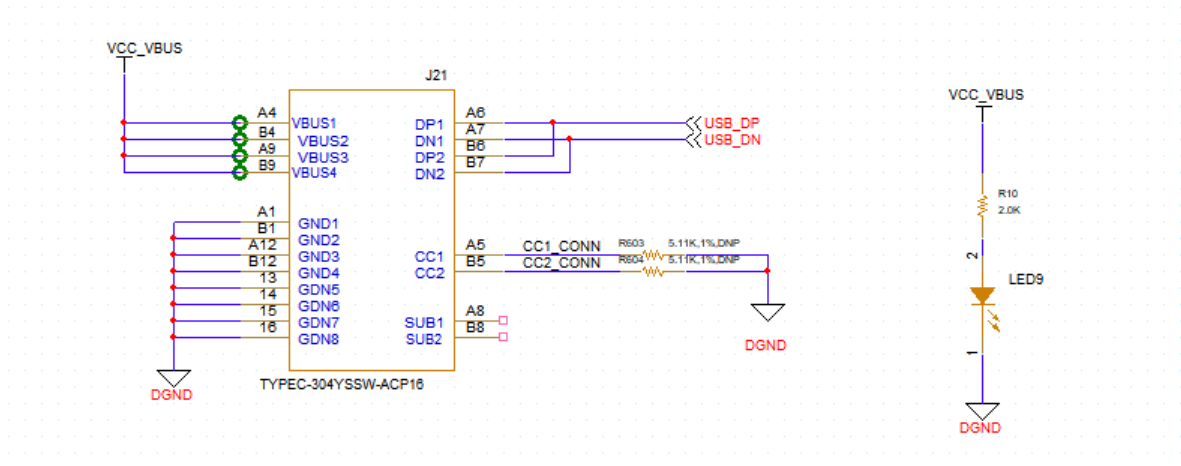 VCC_VBUS
J21
A4
VBUS1
B4
VBUS2
A9
VBUS3
B9
VBUS4
A1
GND1
B1
GND2
A12
GND3
B12
GND4
13
GDN5
14
GDN6
15
GDN7
16
GDN8
DGND
TYPEC-304YSSW-ACP16
DP1
A6
DN1
A7
DP2
B6
DN2
B7
USB_DP
USB_DN
CC1
A5
CC1_CONN
R603
5.11K,1%,DNP
CC2
B5
CC2_CONN
R604
5.11K,1%,DNP
SUB1
A8
SUB2
B8
DGND
VCC_VBUS
R10
2.0K
2
LED9
1
DGND